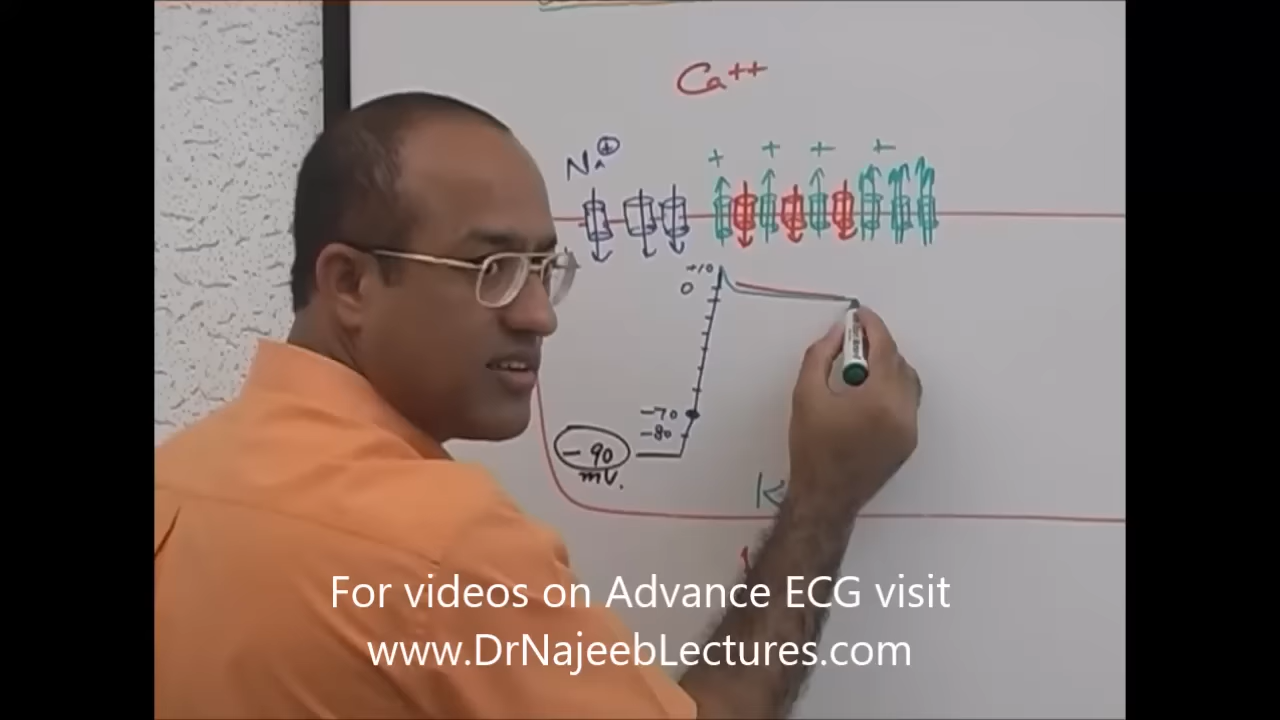 Ca++
Na+
+ + + +
+10
0
-70
-80
-90
mV.
K
For videos on Advance ECG visit
www.DrNajeebLectures.com